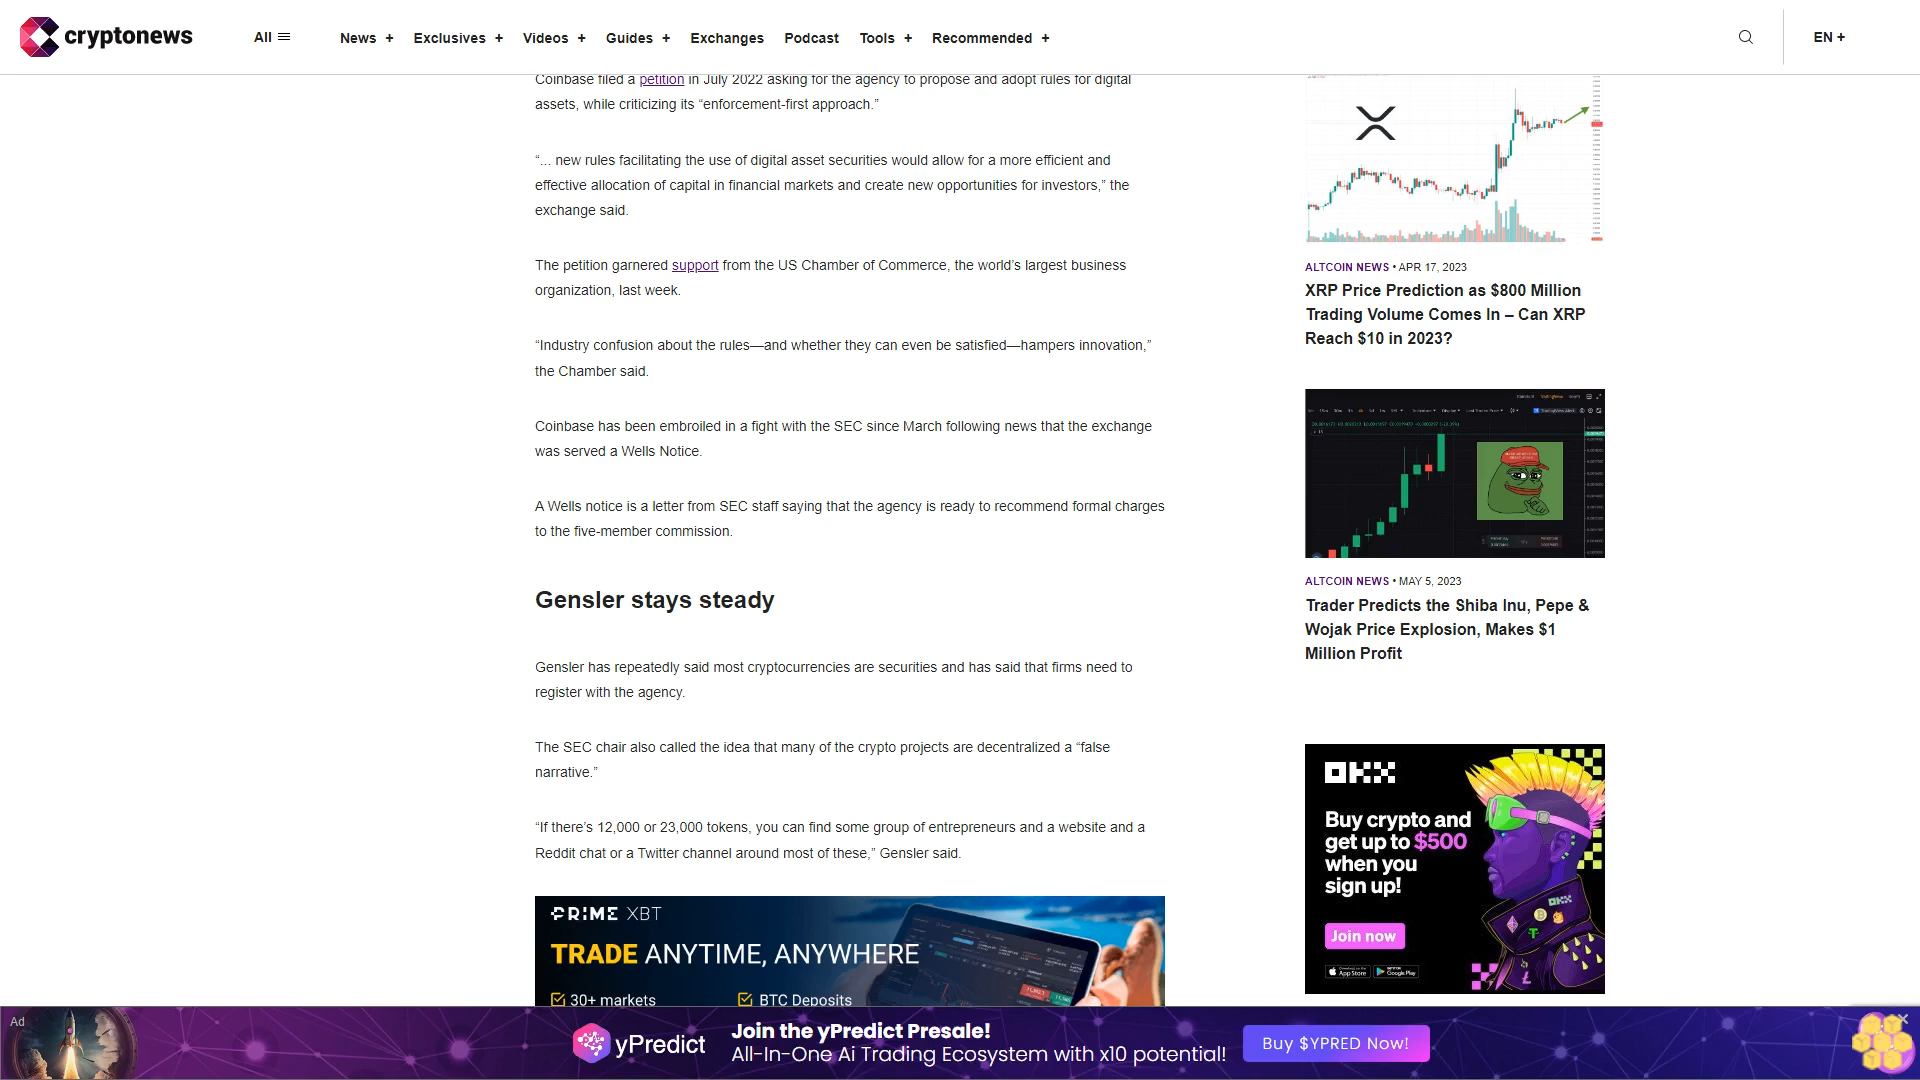 cryptonews
All
News +
Exclusives +
Videos +
Guides +
Exchanges
Podcast
Tools +
Recommended +
EN +
Coinbase filed a petition in July 2022 asking for the agency to propose and adopt rules for digital
assets, while criticizing its “enforcement-first approach.”
“... new rules facilitating the use of digital asset securities would allow for a more efficient and
effective allocation of capital in financial markets and create new opportunities for investors,” the
exchange said.
The petition garnered support from the US Chamber of Commerce, the world’s largest business
organization, last week.
“Industry confusion about the rules—and whether they can even be satisfied—hampers innovation,”
the Chamber said.
Coinbase has been embroiled in a fight with the SEC since March following news that the exchange
was served a Wells Notice.
A Wells notice is a letter from SEC staff saying that the agency is ready to recommend formal charges
to the five-member commission.
Gensler stays steady
Gensler has repeatedly said most cryptocurrencies are securities and has said that firms need to
register with the agency.
The SEC chair also called the idea that many of the crypto projects are decentralized a “false
narrative.”
“If there’s 12,000 or 23,000 tokens, you can find some group of entrepreneurs and a website and a
Reddit chat or a Twitter channel around most of these,” Gensler said.
PRIME XBT
TRADE ANYTIME, ANYWHERE
30+ markets
BTC Deposits
ALTCOIN NEWS • APR 17, 2023
XRP Price Prediction as $800 Million
Trading Volume Comes In – Can XRP
Reach $10 in 2023?
ALTCOIN NEWS • MAY 5, 2023
Trader Predicts the Shiba Inu, Pepe &
Wojak Price Explosion, Makes $1
Million Profit
OKX
Buy crypto and
get up to $500
when you
sign up!
Join now
App Store
Google Play
OKX
Ad
yPredict
Join the yPredict Presale!
All-In-One Ai Trading Ecosystem with x10 potential!
Buy $YPRED Now!